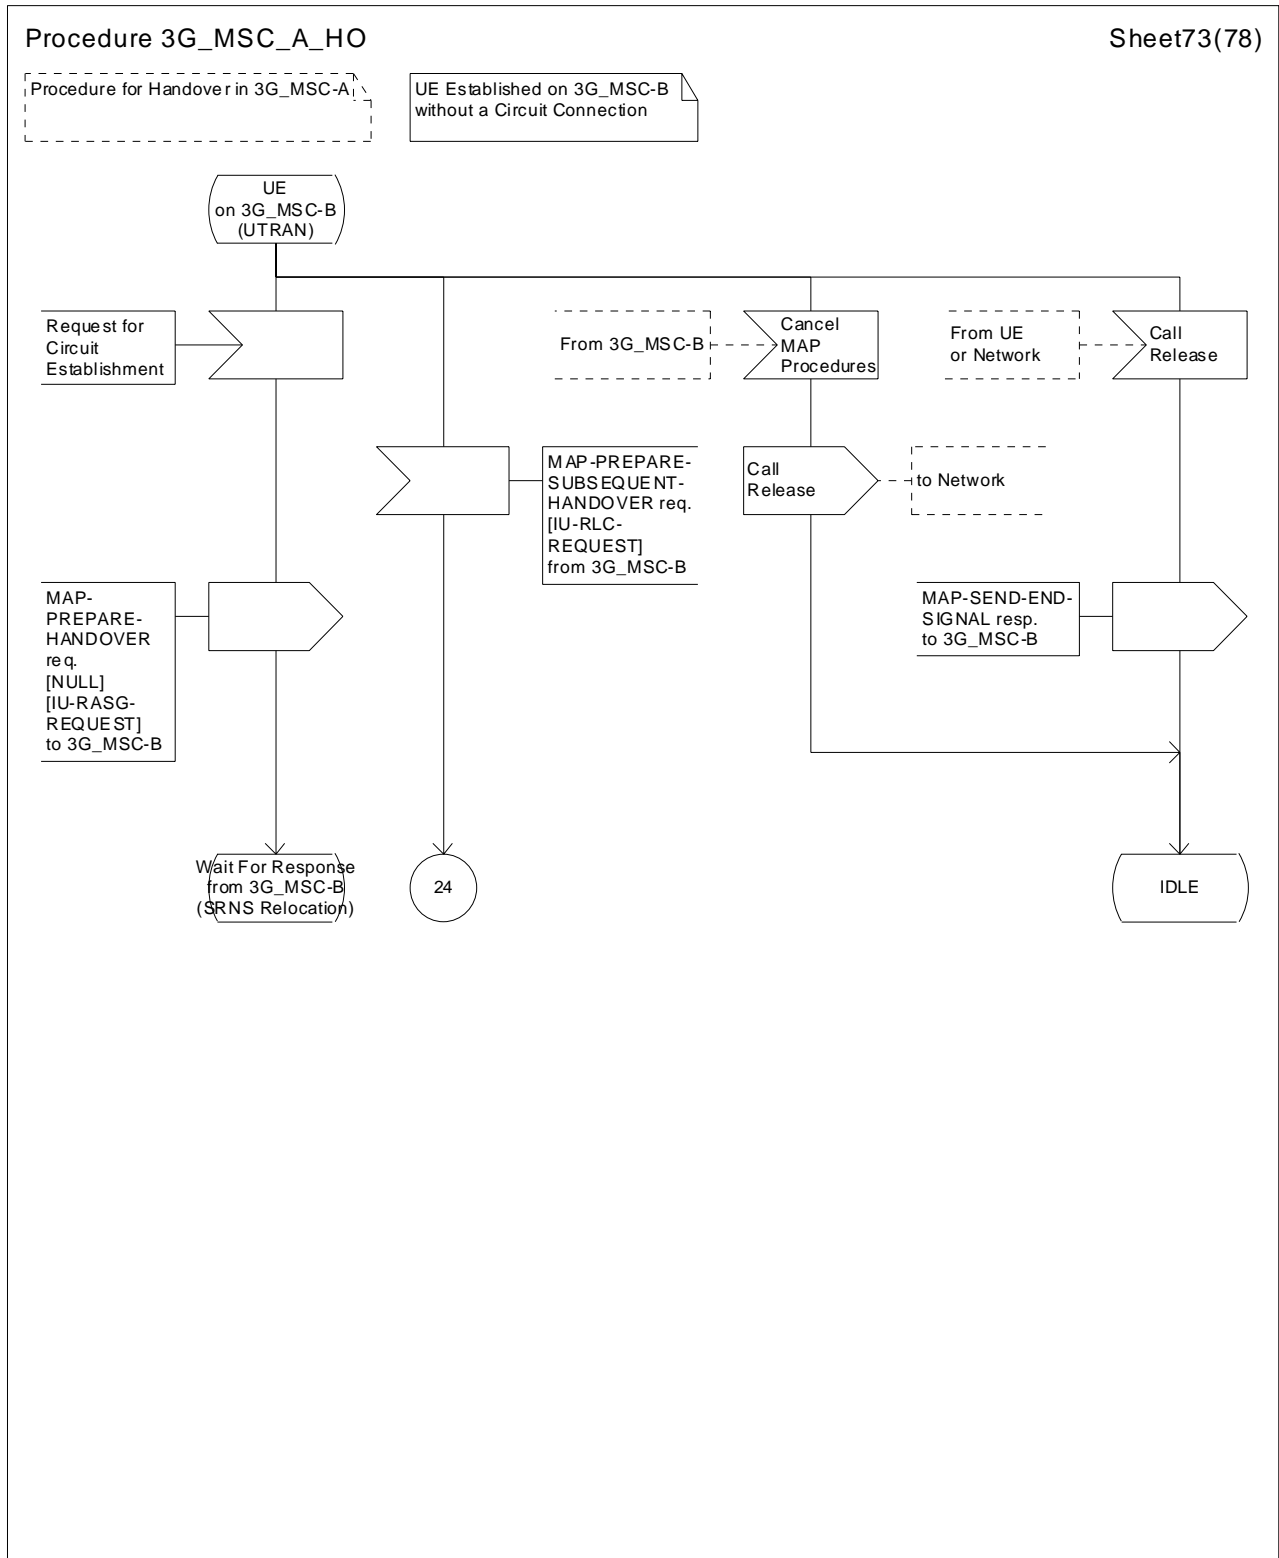 Procedure 3G_MSC_A_HO
Sheet73(78)
Procedure for Handover in 3G_MSC-A
UE Established on 3G_MSC-B
without a Circuit Connection
UE
on 3G_MSC-B
(UTRAN)
Request for
Circuit
Establishment
From 3G_MSC-B
Cancel
MAP
Procedures
From UE
or Network
Call
Release
MAP-PREPARE-
SUBSEQUENT-
HANDOVER req.
[IU-RLC-
REQUEST]
from 3G_MSC-B
Call
Release
to Network
MAP-
PREPARE-
HANDOVER
req.
[NULL]
[IU-RASG-
REQUEST]
to 3G_MSC-B
MAP-SEND-END-
SIGNAL resp.
to 3G_MSC-B
Wait For Response
from 3G_MSC-B
(SRNS Relocation)
24
IDLE